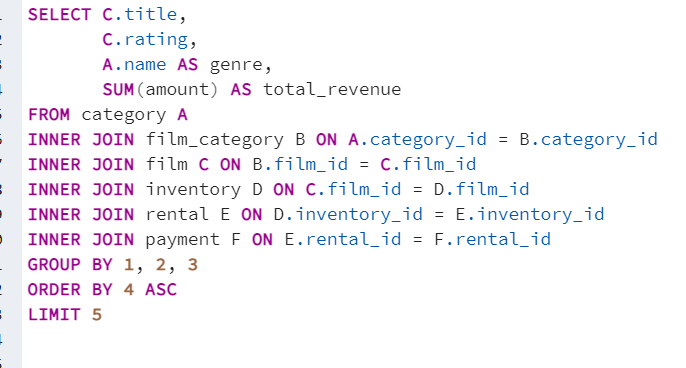 SELECT C.title,
C.rating,
A.name AS genre,
SUM(amount) AS total_revenue
FROM category A
INNER JOIN film_category B ON A.category_id = B.category_id
INNER JOIN film C ON B.film_id = C.film_id
INNER JOIN inventory D ON C.film_id = D.film_id
INNER JOIN rental E ON D.inventory_id = E.inventory_id
INNER JOIN payment F ON E.rental_id = F.rental_id
GROUP BY 1, 2, 3
ORDER BY 4 ASC
LIMIT 5